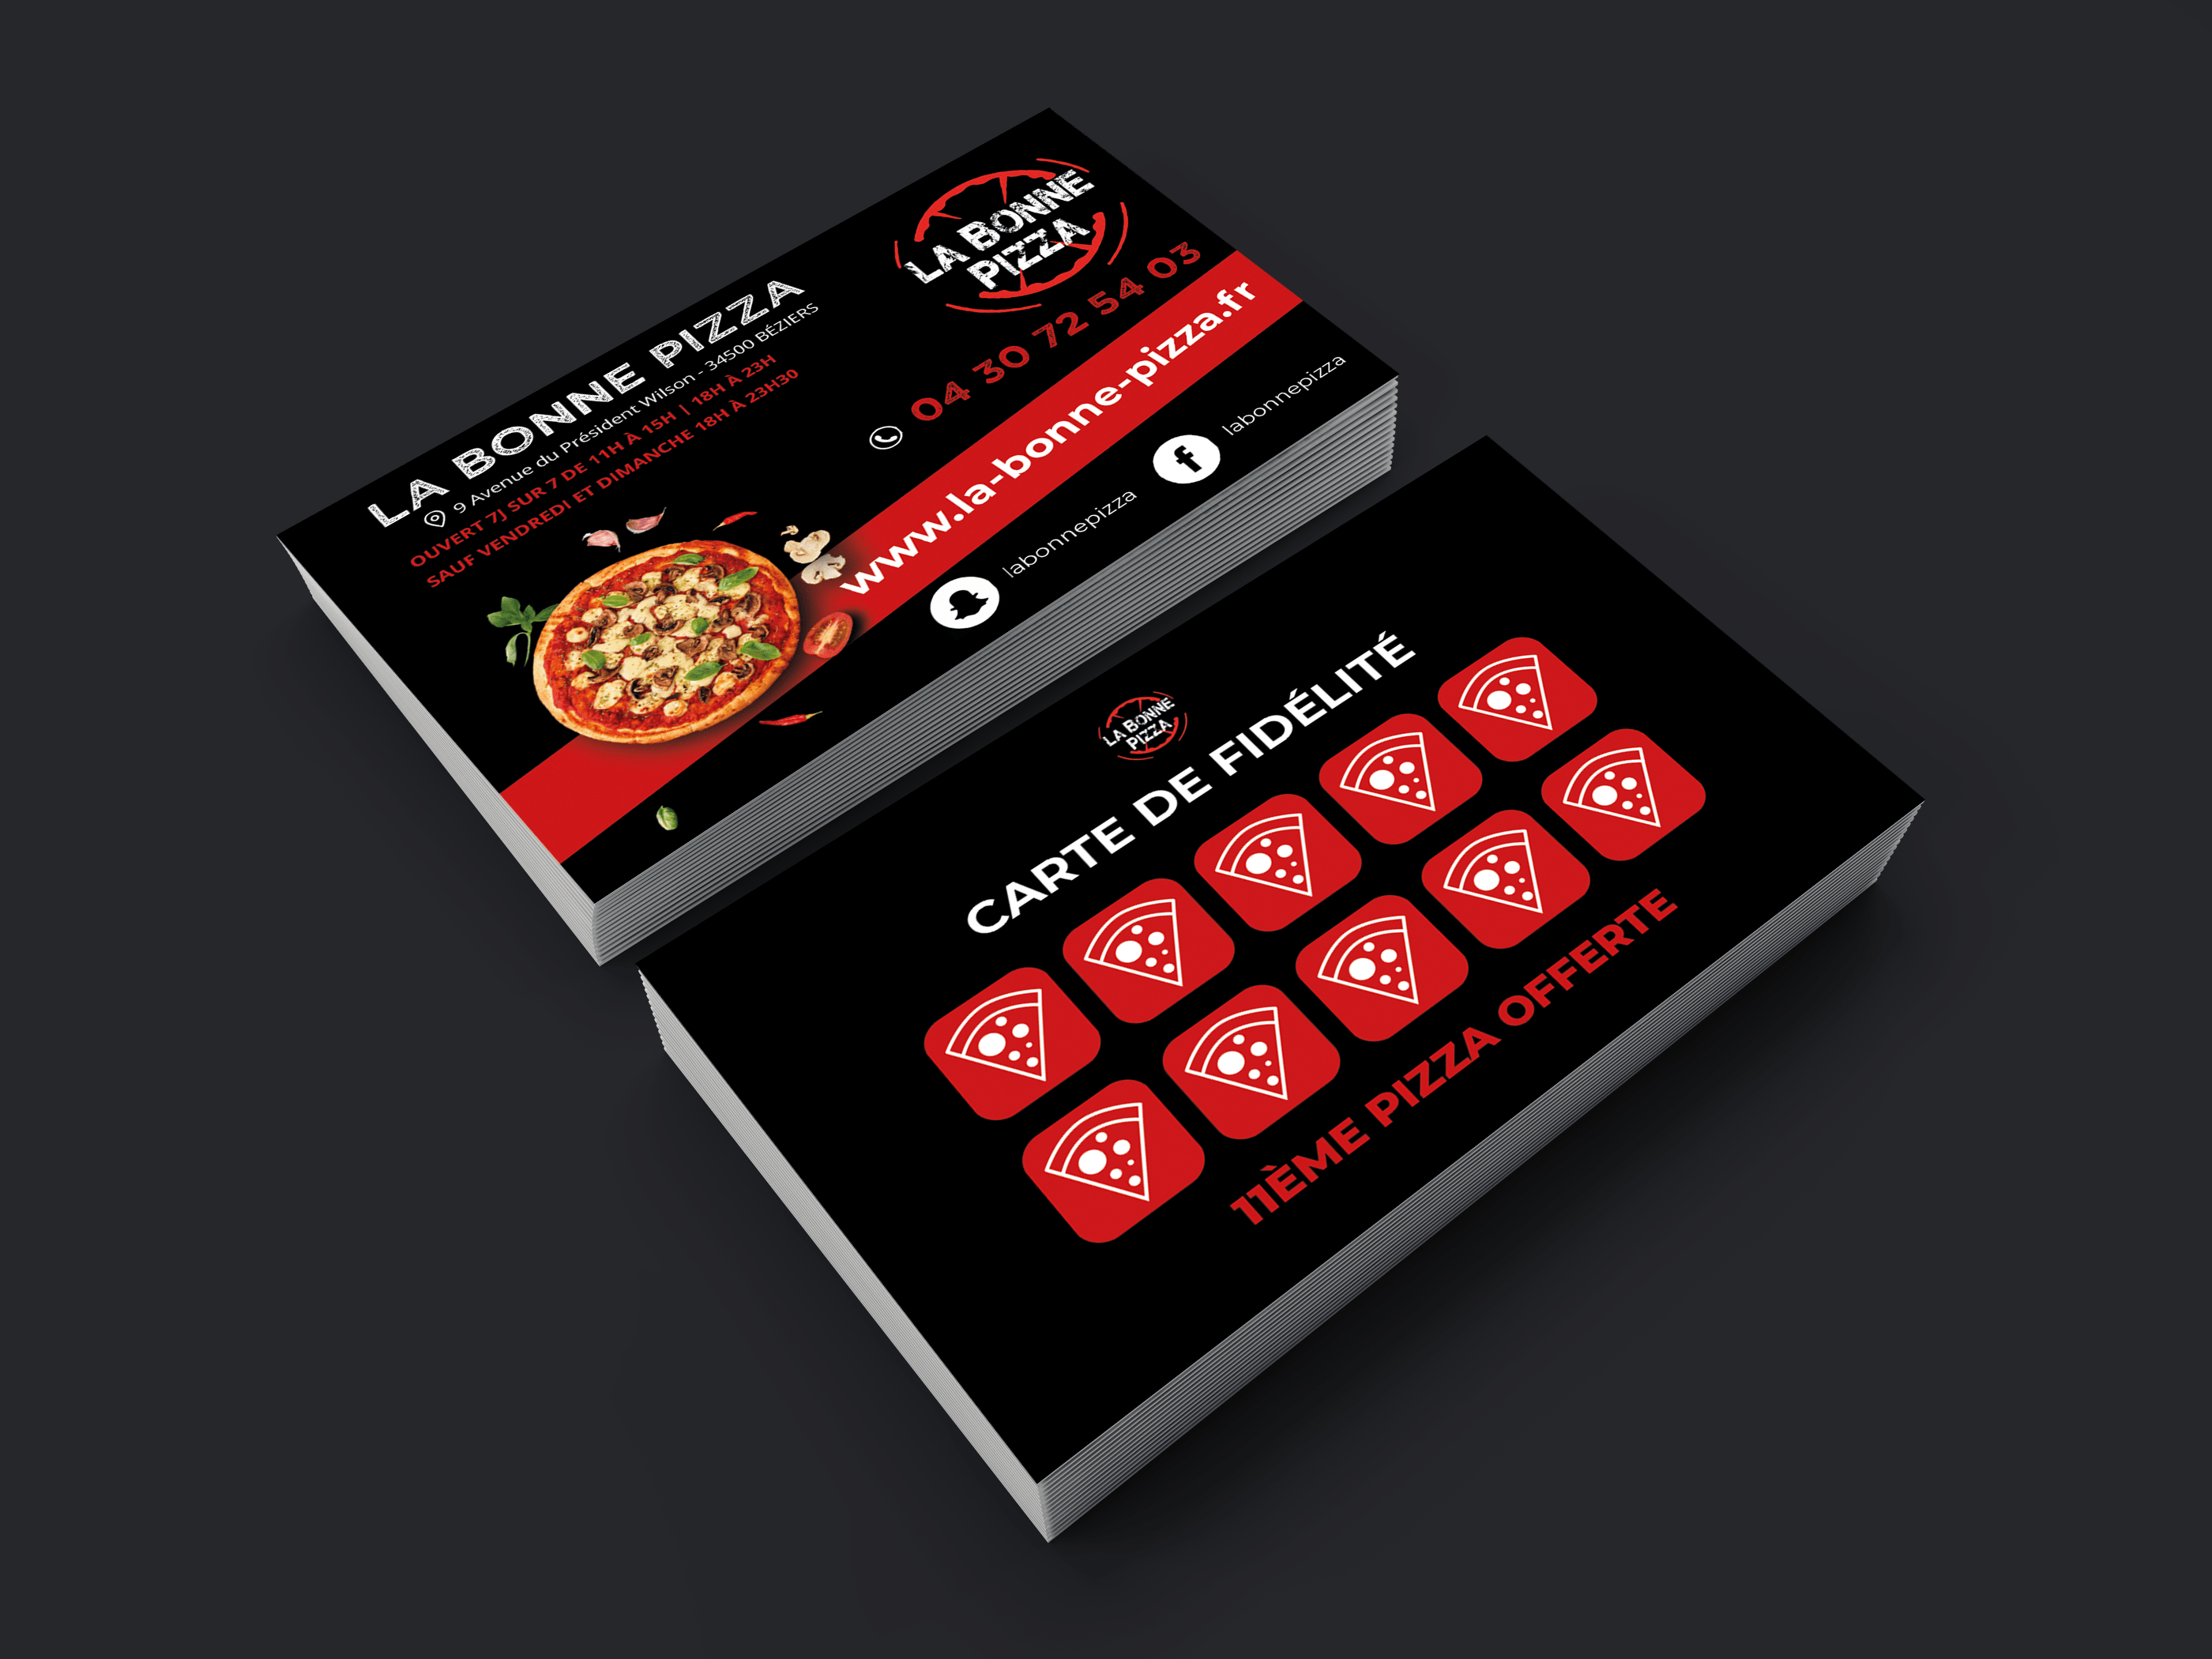 LA BONNE PIZZA
9 Avenue du Président Wilson - 34500 BÉZIERS
OUVERT 7J SUR 7 DE 11H À 15H | 18H À 23H
SAUF VENDREDI ET DIMANCHE 18H À 23H30
LA BONNE
PIZZA
04 30 72 54 03
www.la-bonne-pizza.fr
labonnepizza
labonnepizza
LA BONNE
PIZZA
CARTE DE FIDÉLITÉ
11ÈME PIZZA OFFERTE